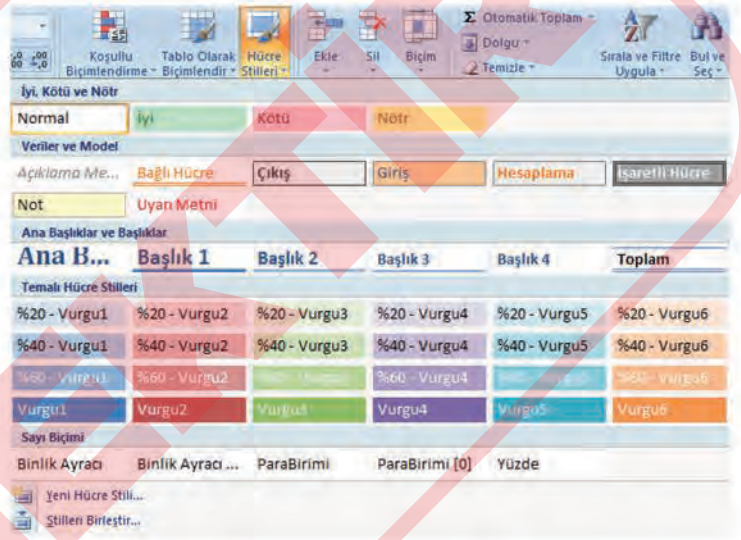 Σ Otomatik Toplam
Dolgu
Temizle
Koşullu Biçimlendirme
Tablo Olarak Biçimlendir
Hücre Stilleri
Ekle
Sil
Biçim
Sırala ve Filtre Uygula
Bul ve Seç
İyi, Kötü ve Nötr
Normal İyi Kötü Nötr
Veriler ve Model
Açıklama Me... Bağlı Hücre Çıkış Giriş Hesaplama İşaretli Hücre
Not Uyarı Metni
Ana Başlıklar ve Başlıklar
Ana B... Başlık 1 Başlık 2 Başlık 3 Başlık 4 Toplam
Temalı Hücre Stilleri
%20 - Vurgu1 %20 - Vurgu2 %20 - Vurgu3 %20 - Vurgu4 %20 - Vurgu5 %20 - Vurgu6
%40 - Vurgu1 %40 - Vurgu2 %40 - Vurgu3 %40 - Vurgu4 %40 - Vurgu5 %40 - Vurgu6
%60 - Vurgu1 %60 - Vurgu2 %60 - Vurgu4 %60 - Vurgu6
Vurgu1 Vurgu2 Vurgu3 Vurgu4 Vurgu5 Vurgu6
Sayı Biçimi
Binlik Ayracı Binlik Ayracı ... ParaBirimi ParaBirimi [0] Yüzde
Yeni Hücre Stili...
Stilleri Birleştir...